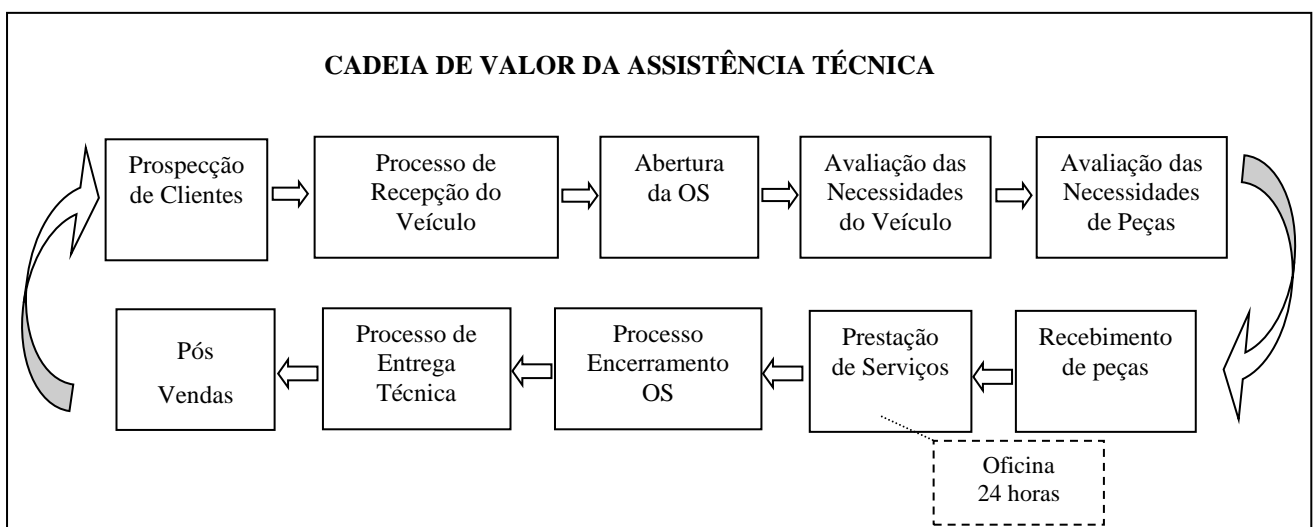 CADEIA DE VALOR DA ASSISTÊNCIA TÉCNICA
Prospecção
de Clientes
Processo de
Recepção do
Veículo
Abertura
da OS
Avaliação das
Necessidades
do Veículo
Avaliação das
Necessidades
de Peças
Pós
Vendas
Processo de
Entrega
Técnica
Processo
Encerramento
OS
Prestação
de Serviços
Recebimento
de peças
Oficina
24 horas